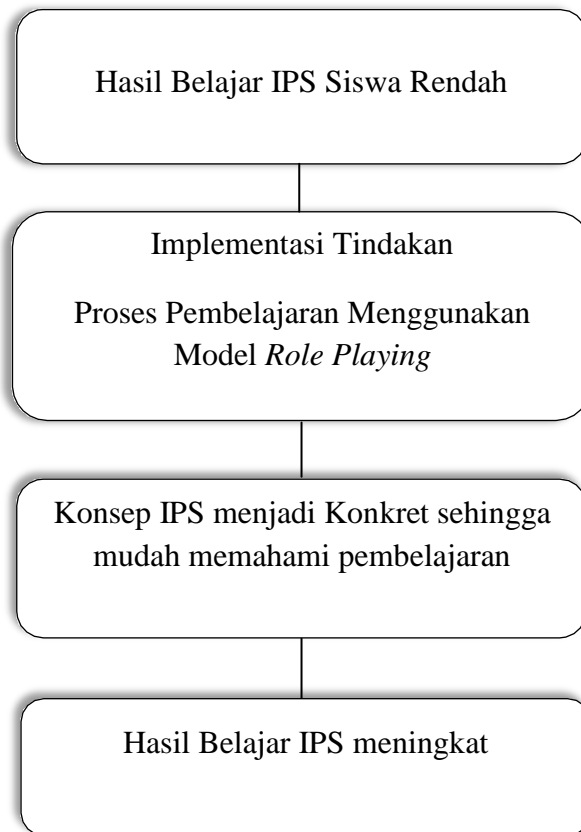 Hasil Belajar IPS Siswa Rendah
Implementasi Tindakan
Proses Pembelajaran Menggunakan
Model Role Playing
Konsep IPS menjadi Konkret sehingga
mudah memahami pembelajaran
Hasil Belajar IPS meningkat